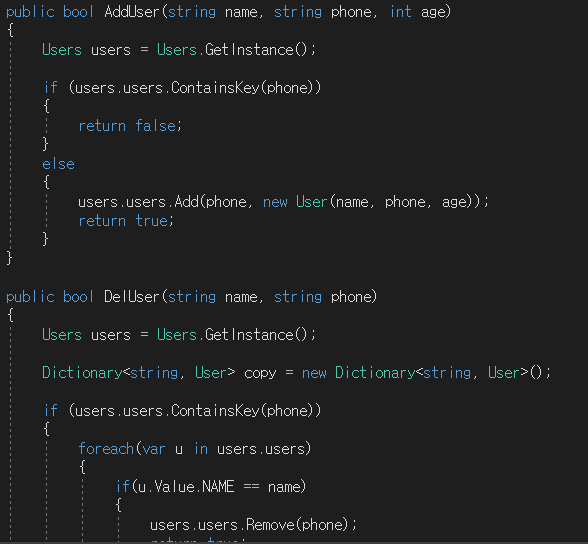 public bool AddUser(string name, string phone, int age)
{
Users users = Users.GetInstance();
if (users.users.ContainsKey(phone))
{
return false;
}
else
{
users.users.Add(phone, new User(name, phone, age));
return true;
}
}
public bool DelUser(string name, string phone)
{
Users users = Users.GetInstance();
Dictionary<string, User> copy = new Dictionary<string, User>();
if (users.users.ContainsKey(phone))
{
foreach(var u in users.users)
{
if(u.Value.NAME == name)
{
users.users.Remove(phone);